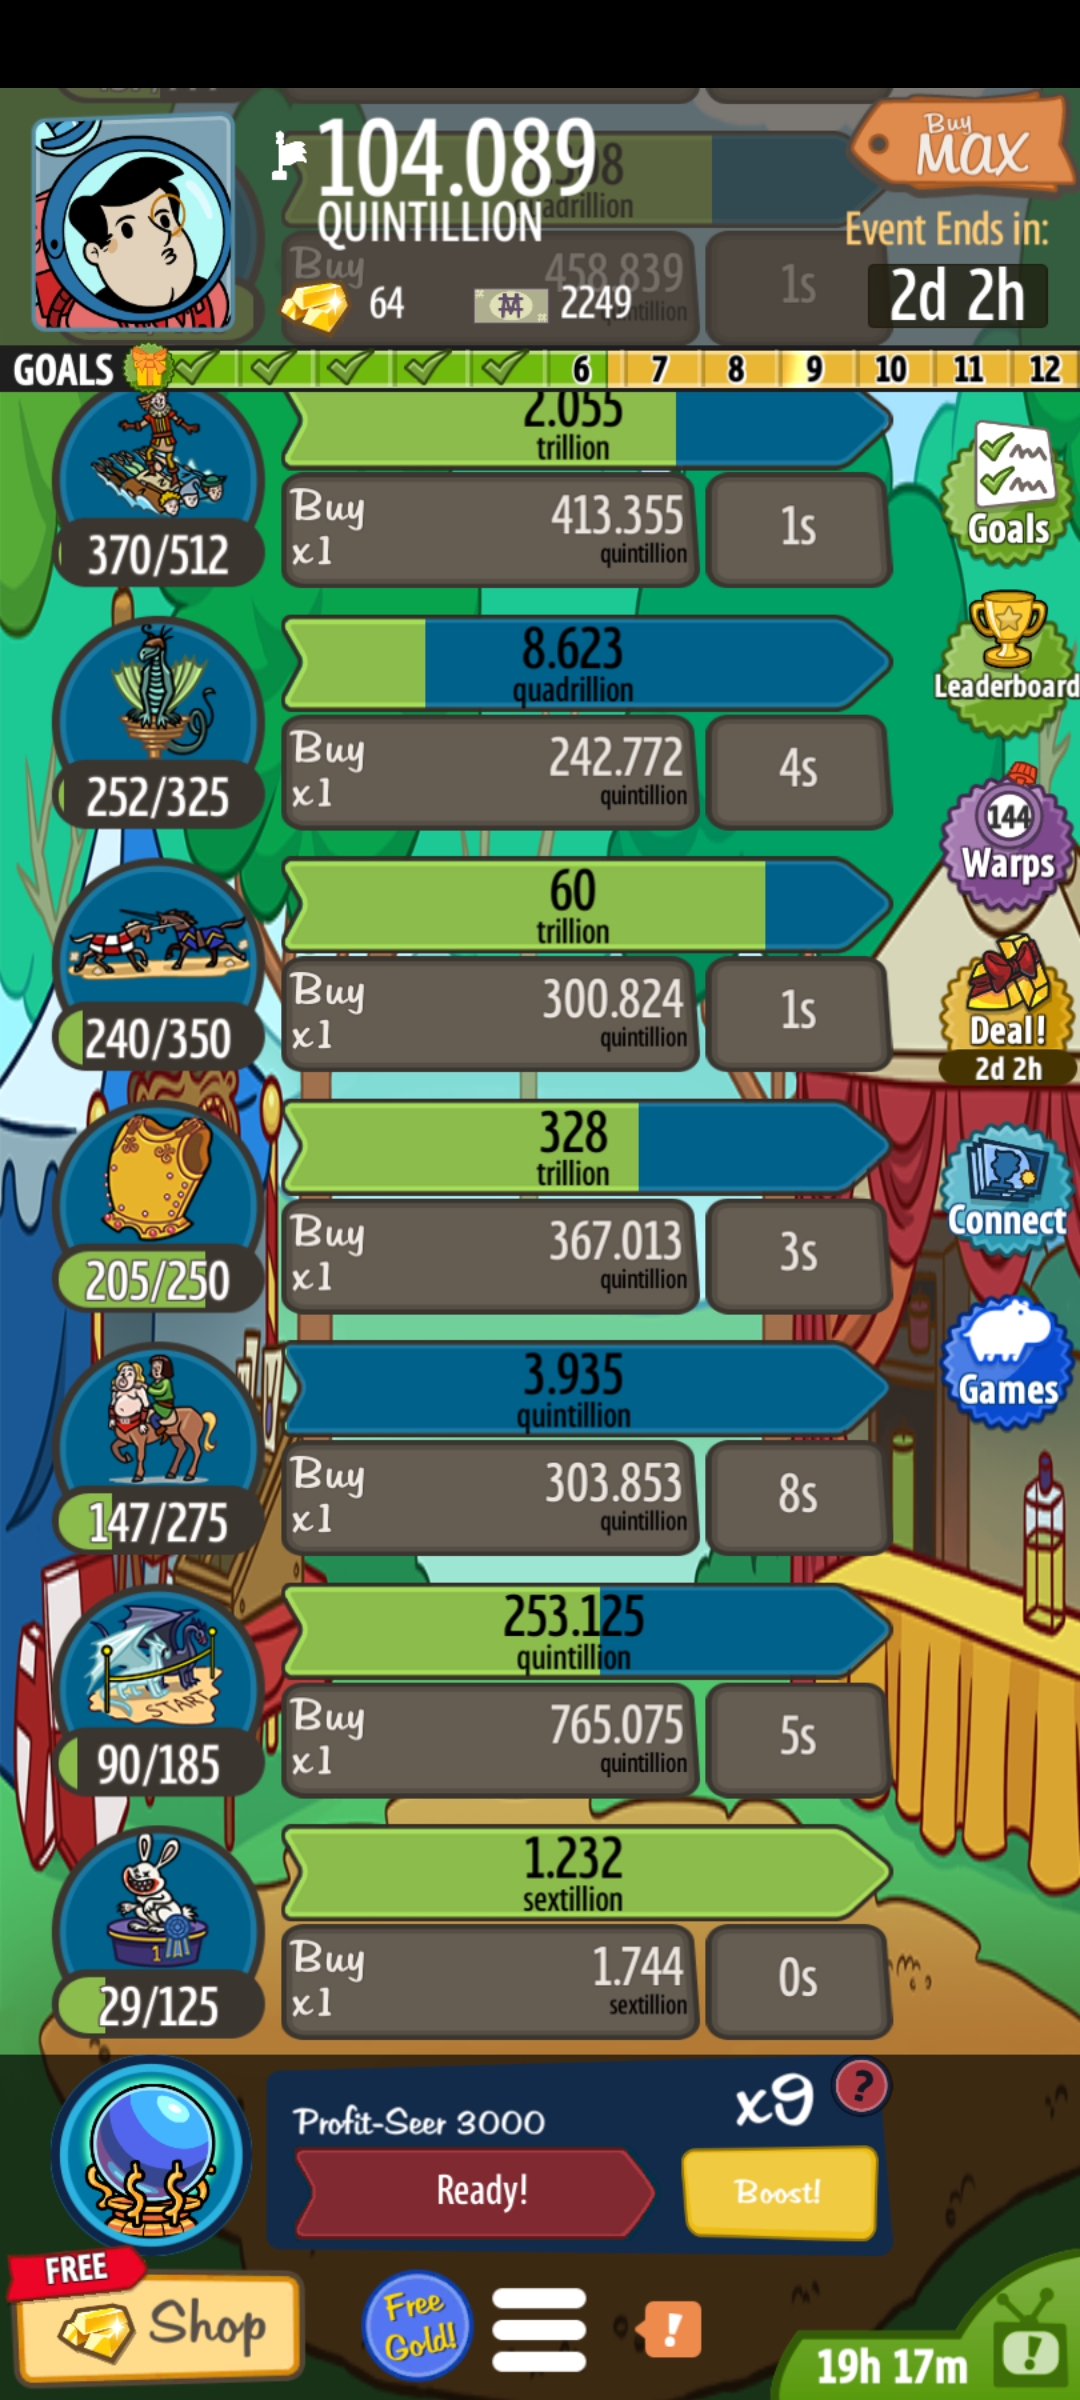 104.089
QUINTILLION
Buy
MAX
Event Ends in:
2d 2h
64
2249
Buy
458.839
1s
GOALS
6
7
8
9
10
11
12
2.055
trillion
370/512
Buy
x1
413.355
quintillion
1s
Goals
8.623
quadrillion
252/325
Buy
x1
242.772
quintillion
4s
Leaderboard
60
trillion
240/350
Buy
x1
300.824
quintillion
1s
144
Warps
Deal!
2d 2h
328
trillion
205/250
Buy
x1
367.013
quintillion
3s
Connect
3.935
quintillion
147/275
Buy
x1
303.853
quintillion
8s
Games
253.125
quintillion
START
90/185
Buy
x1
765.075
quintillion
5s
1.232
sextillion
1
29/125
Buy
x1
1.744
sextillion
0s
Profit-Seer 3000
x9
?
Ready!
Boost!
FREE
Shop
Free
Gold!
!
19h 17m
!